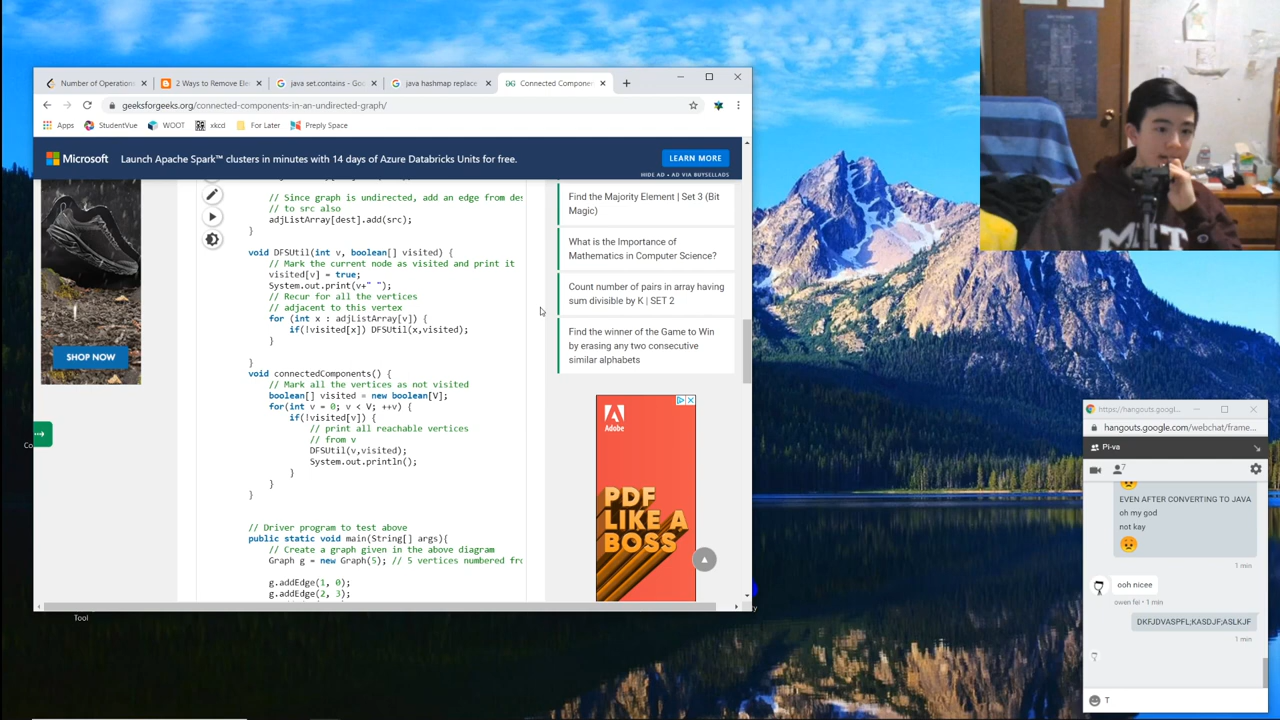 Number of Operation
2 Ways to Remove Ele
java set.contains - Goo
java hashmap replace
Connected Compone
geeksforgeeks.org/connected-components-in-an-undirected-graph/
Apps
StudentVue
WOOT
xkcd
For Later
Preply Space
Microsoft
Launch Apache Spark™ clusters in minutes with 14 days of Azure Databricks Units for free.
LEARN MORE
HIDE AD • AD VIA BUYSELLADS
SHOP NOW
// Since graph is undirected, add an edge from des
// to src also
adjListArray[dest].add(src);
}
void DFSUtil(int v, boolean[] visited) {
// Mark the current node as visited and print it
visited[v] = true;
System.out.print(v+" ");
// Recur for all the vertices
// adjacent to this vertex
for (int x : adjListArray[v]) {
if(!visited[x]) DFSUtil(x,visited);
}
}
void connectedComponents() {
// Mark all the vertices as not visited
boolean[] visited = new boolean[V];
for(int v = 0; v < V; ++v) {
if(!visited[v]) {
// print all reachable vertices
// from v
DFSUtil(v,visited);
System.out.println();
}
}
}
// Driver program to test above
public static void main(String[] args){
// Create a graph given in the above diagram
Graph g = new Graph(5); // 5 vertices numbered fro
g.addEdge(1, 0);
g.addEdge(2, 3);
Find the Majority Element | Set 3 (Bit
Magic)
What is the Importance of
Mathematics in Computer Science?
Count number of pairs in array having
sum divisible by K | SET 2
Find the winner of the Game to Win
by erasing any two consecutive
similar alphabets
Adobe
PDF
LIKE A
BOSS
Tool
MIT
https://hangouts.googl...
hangouts.google.com/webchat/frame...
Pi-va
7
EVEN AFTER CONVERTING TO JAVA
oh my god
not kay
1 min
ooh nicee
owen fei • 1 min
DKFJDVASPFL;KASDJF;ASLKJF
1 min
T